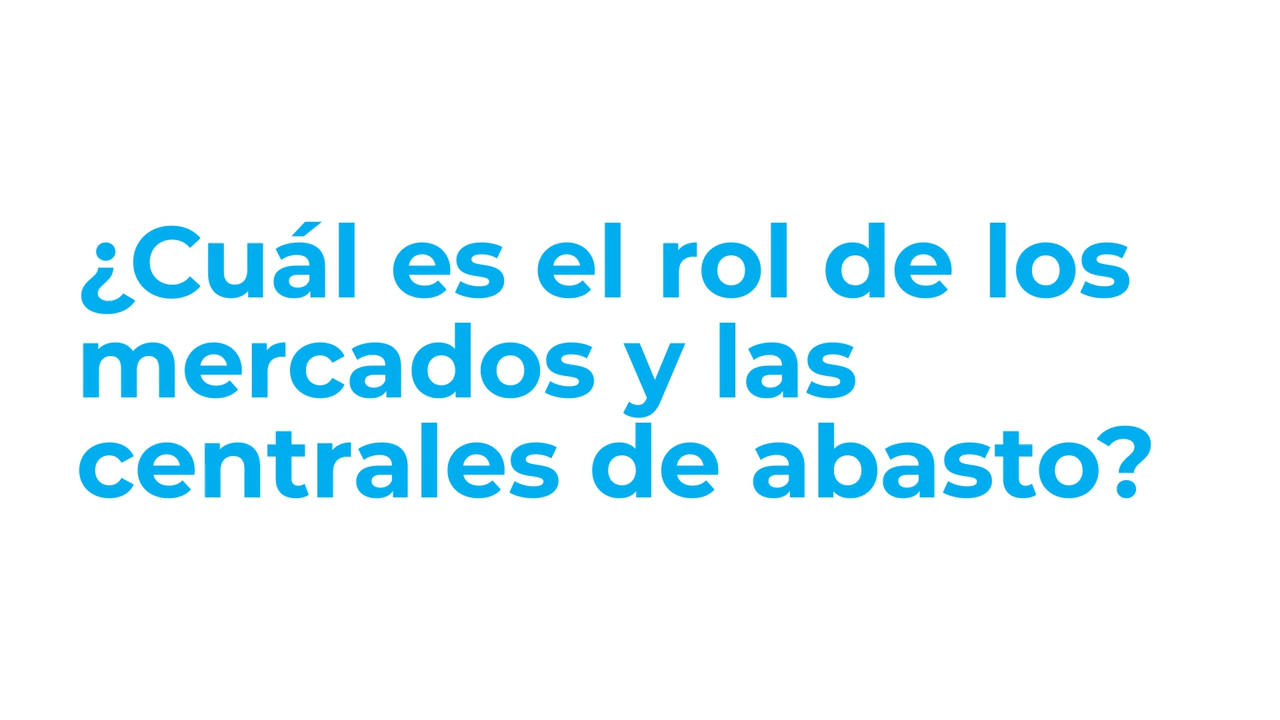 ¿Cuál es el rol de los
mercados y las
centrales de abasto?